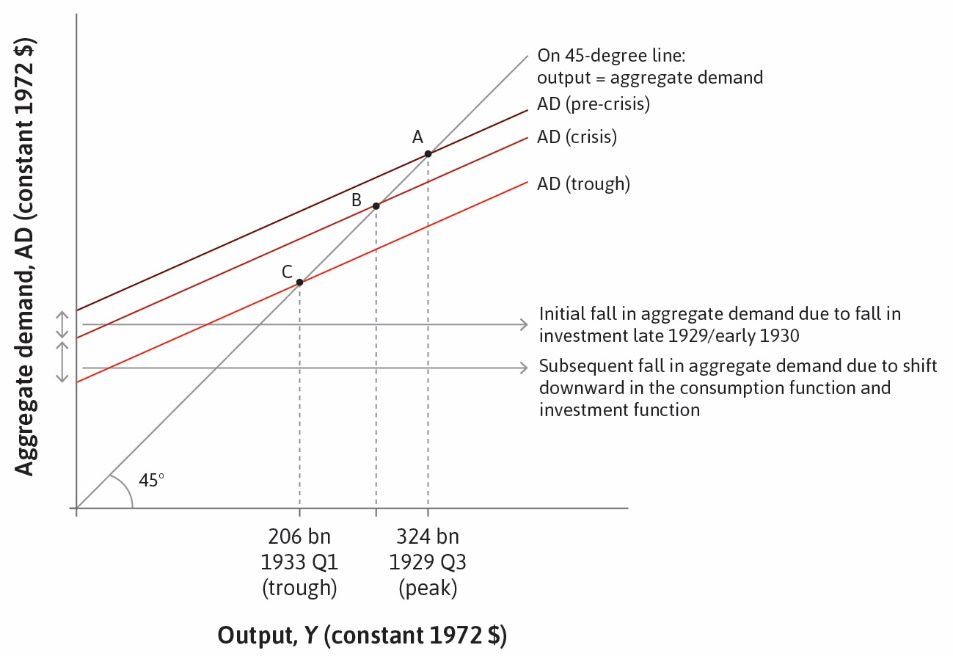 Aggregate demand, AD (constant 1972 $)
On 45-degree line:
output = aggregate demand
AD (pre-crisis)
AD (crisis)
AD (trough)
A
B
C
Initial fall in aggregate demand due to fall in
investment late 1929/early 1930
Subsequent fall in aggregate demand due to shift
downward in the consumption function and
investment function
45°
206 bn
1933 Q1
(trough)
324 bn
1929 Q3
(peak)
Output, Y (constant 1972 $)